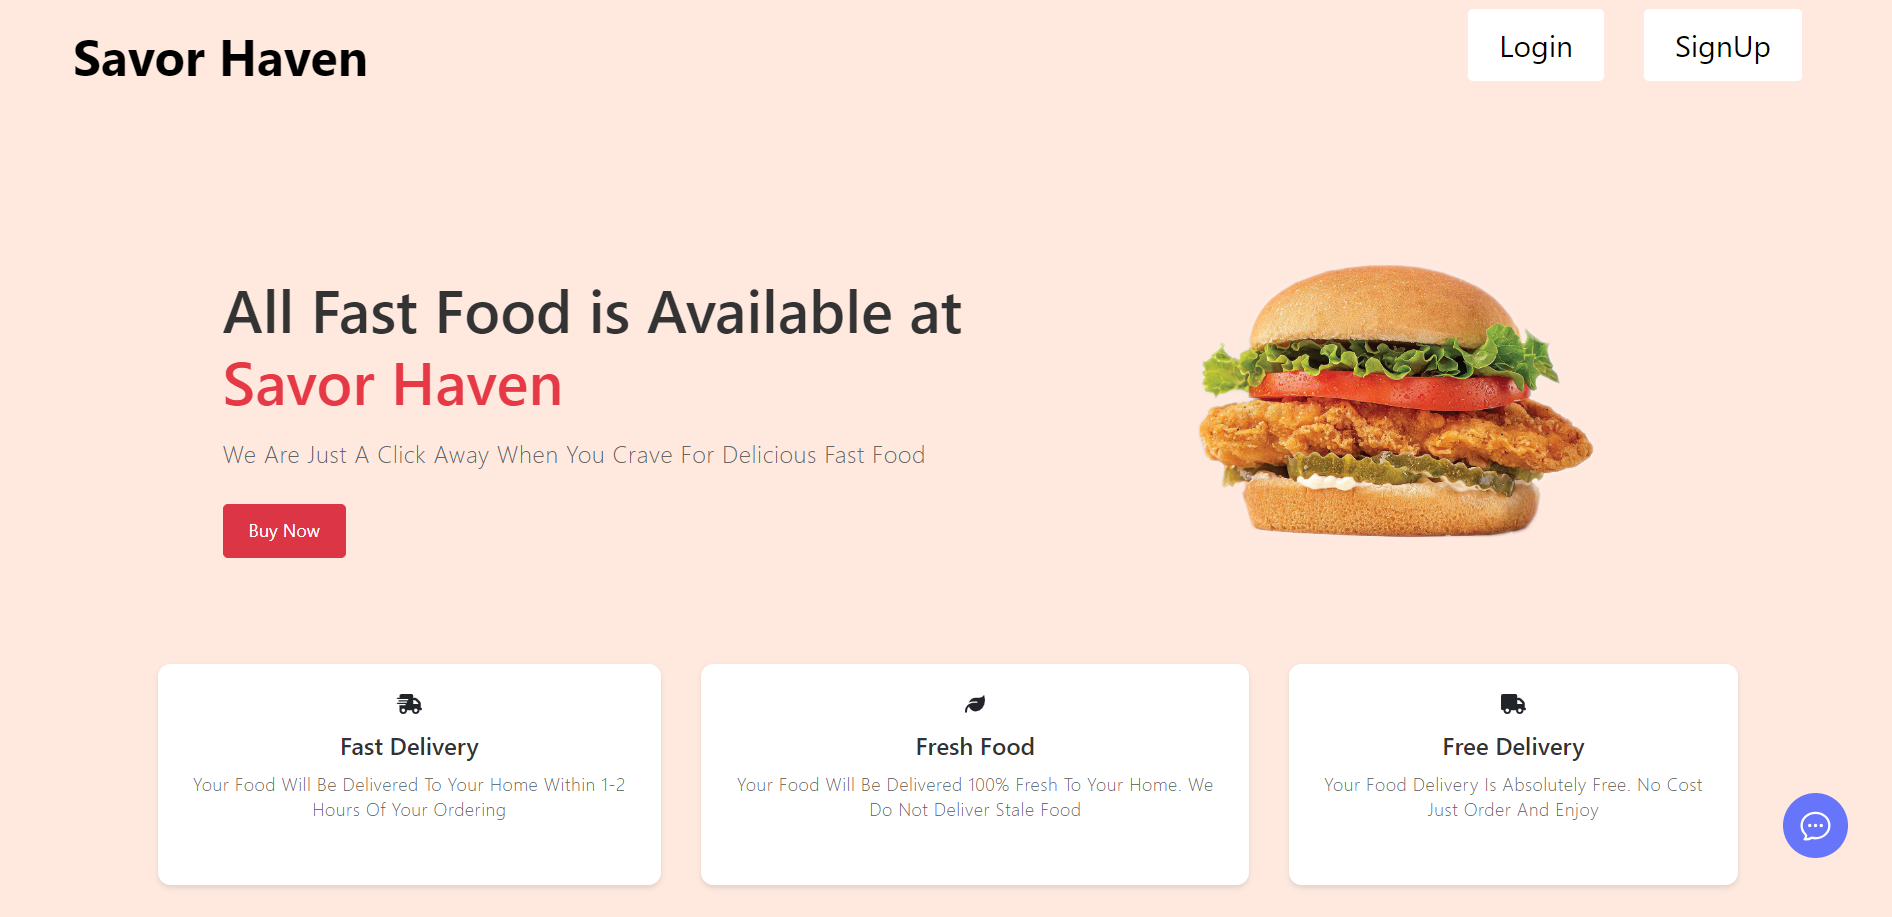 Savor Haven
Login
SignUp
All Fast Food is Available at
Savor Haven
We Are Just A Click Away When You Crave For Delicious Fast Food
Buy Now
Fast Delivery
Your Food Will Be Delivered To Your Home Within 1-2
Hours Of Your Ordering
Fresh Food
Your Food Will Be Delivered 100% Fresh To Your Home. We
Do Not Deliver Stale Food
Free Delivery
Your Food Delivery Is Absolutely Free. No Cost
Just Order And Enjoy